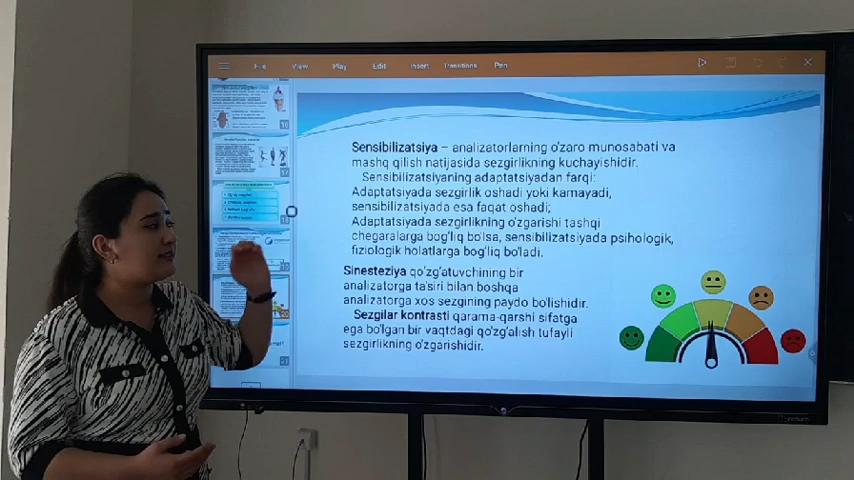 File View Play Edit Insert Transitions Pen
Sensibilizatsiya – analizatorlarning o'zaro munosabati va
mashq qilish natijasida sezgirlikning kuchayishidir.
Sensibilizatsiyaning adaptatsiyadan farqi:
Adaptatsiyada sezgirlik oshadi yoki kamayadi,
sensibilizatsiyada esa faqat oshadi;
Adaptatsiyada sezgirlikning o'zgarishi tashqi
chegaralarga bog'liq bo'lsa, sensibilizatsiyada psihologik,
fiziologik holatlarga bog'liq bo'ladi.
Sinesteziya qo'zg'atuvchining bir
analizatorga ta'siri bilan boshqa
analizatorga xos sezgining paydo bo'lishidir.
Sezgilar kontrasti qarama-qarshi sifatga
ega bo'lgan bir vaqtdagi qo'zg'alish tufayli
sezgirlikning o'zgarishidir.